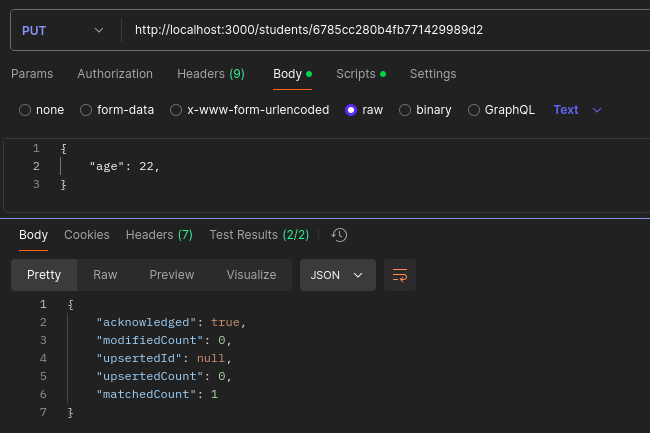 PUT http://localhost:3000/students/6785cc280b4fb771429989d2
Params Authorization Headers (9) Body Scripts Settings
none form-data x-www-form-urlencoded raw binary GraphQL Text
1 {
2 "age": 22,
3 }
Body Cookies Headers (7) Test Results (2/2)
Pretty Raw Preview Visualize JSON
1 {
2 "acknowledged": true,
3 "modifiedCount": 0,
4 "upsertedId": null,
5 "upsertedCount": 0,
6 "matchedCount": 1
7 }